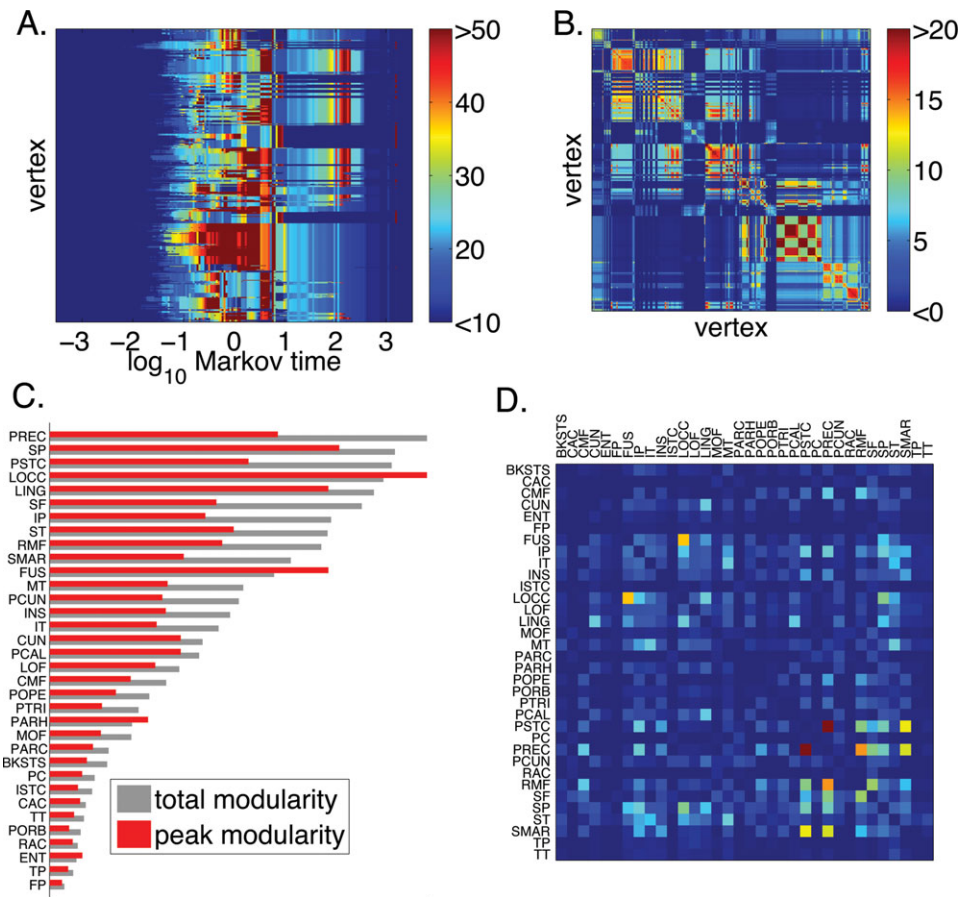 A.
>50
40
30
20
<10
vertex
−3 −2 −1 0 1 2 3
log10 Markov time
B.
>20
15
10
5
<0
vertex
C.
PREC
SP
PSTC
LOCC
LING
SF
IP
ST
RMF
SMAR
FUS
MT
PCUN
INS
IT
CUN
PCAL
LOF
CMF
POPE
PTRI
PARH
MOF
PARC
BKSTS
PC
ISTC
CAC
TT
PORB
RAC
ENT
TP
FP
total modularity
peak modularity
D.
BKSTS CAC CMF CUN ENT FP FUS IP IT INS ISTC LOCC LOF LING MOF MT PARC PARH POPE PORB PTRI PCAL PSTC PC PREC PCUN RAC RMF SF SP ST SMAR TP TT
BKSTS
CAC
CMF
CUN
ENT
FP
FUS
IP
IT
INS
ISTC
LOCC
LOF
LING
MOF
MT
PARC
PARH
POPE
PORB
PTRI
PCAL
PSTC
PC
PREC
PCUN
RAC
RMF
SF
SP
ST
SMAR
TP
TT